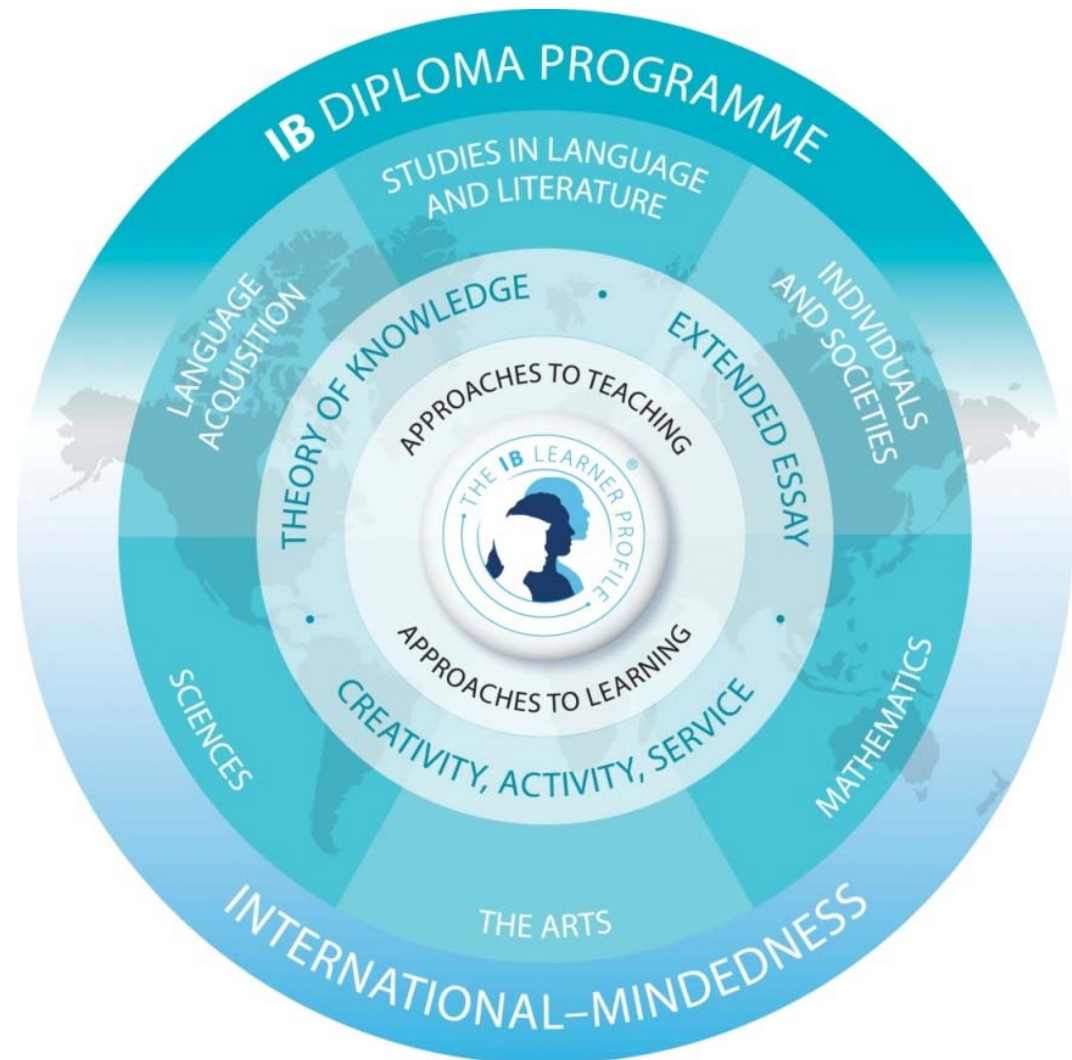 IB DIPLOMA PROGRAMME
STUDIES IN LANGUAGE
AND LITERATURE
LANGUAGE
ACQUISITION
INDIVIDUALS
AND SOCIETIES
THEORY OF KNOWLEDGE
•
EXTENDED ESSAY
•
CREATIVITY, ACTIVITY, SERVICE
•
APPROACHES TO TEACHING
THE IB LEARNER PROFILE ®
APPROACHES TO LEARNING
SCIENCES
MATHEMATICS
THE ARTS
INTERNATIONAL–MINDEDNESS